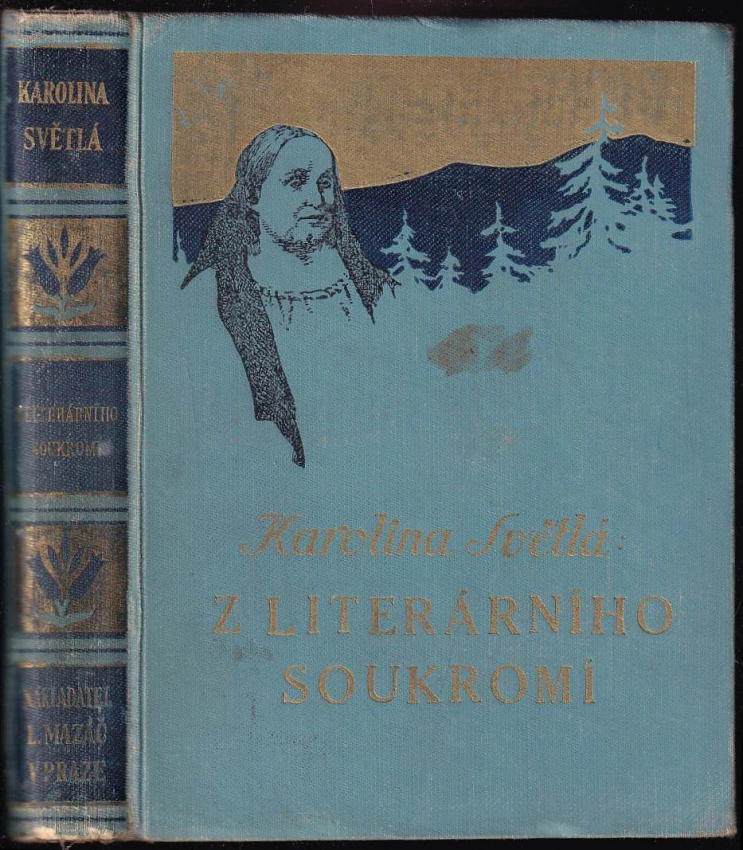 KAROLINA
SVĚTLÁ
LITERÁRNÍHO
SOUKROMÍ
NAKLADATEL
L. MAZÁČ
V PRAZE
Karolina Světlá:
Z LITERÁRNÍHO
SOUKROMÍ